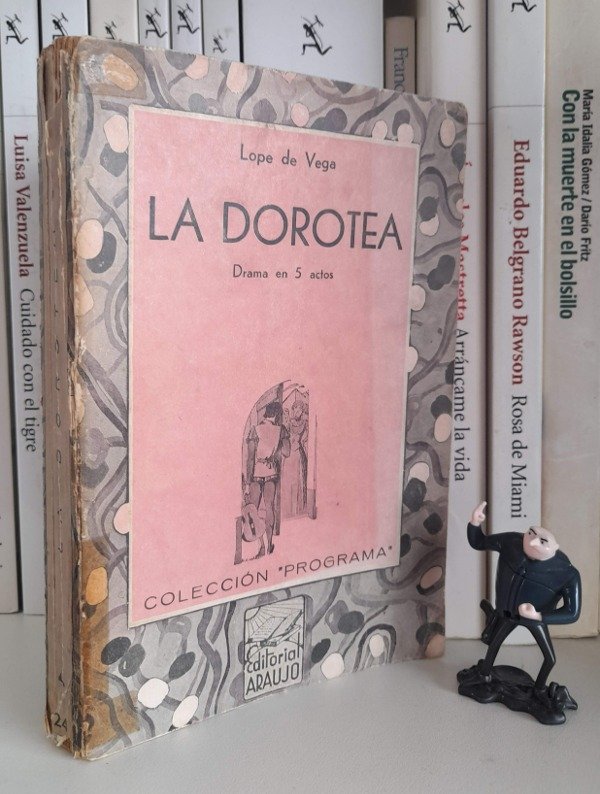 Lope de Vega
LA DOROTEA
Drama en 5 actos
COLECCIÓN "PROGRAMA"
Editorial
ARAUJO
24
Luisa Valenzuela Cuidado con el tigre
Franc
Mastretta Arráncame la vida
Eduardo Belgrano Rawson Rosa de Miami
María Idalia Gómez / Darío Fritz
Con la muerte en el bolsillo